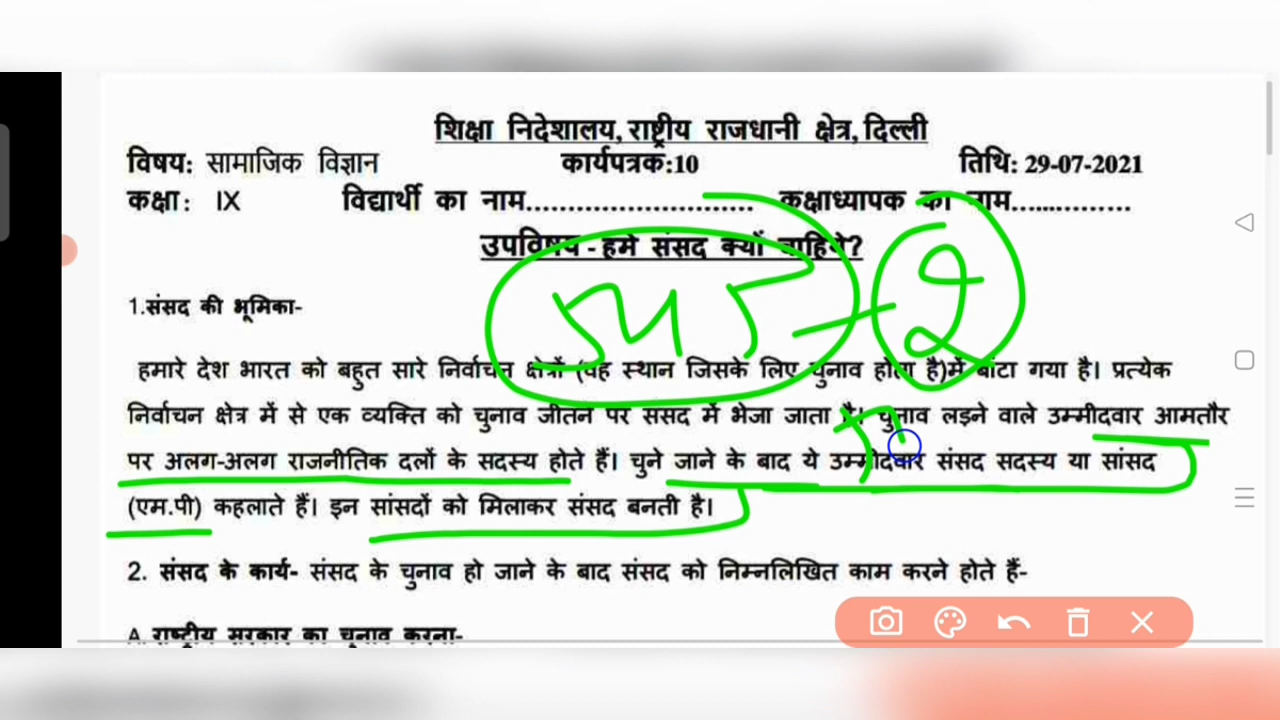 शिक्षा निदेशालय, राष्ट्रीय राजधानी क्षेत्र, दिल्ली
विषय: सामाजिक विज्ञान कार्यपत्रक:10 तिथि: 29-07-2021
कक्षा: IX विद्यार्थी का नाम........................... कक्षाध्यापक का नाम...............
उपविषय - हमे संसद क्यों चाहिये?
545 - 2
1.संसद की भूमिका-
हमारे देश भारत को बहुत सारे निर्वाचन क्षेत्रों (वह स्थान जिसके लिए चुनाव होता है)में बांटा गया है। प्रत्येक
निर्वाचन क्षेत्र में से एक व्यक्ति को चुनाव जीतने पर संसद में भेजा जाता है। चुनाव लड़ने वाले उम्मीदवार आमतौर
पर अलग-अलग राजनीतिक दलों के सदस्य होते हैं। चुने जाने के बाद ये उम्मीदवार संसद सदस्य या सांसद
(एम.पी) कहलाते हैं। इन सांसदों को मिलाकर संसद बनती है।
2. संसद के कार्य- संसद के चुनाव हो जाने के बाद संसद को निम्नलिखित काम करने होते हैं-
A. राष्ट्रीय सरकार का चुनाव करना-